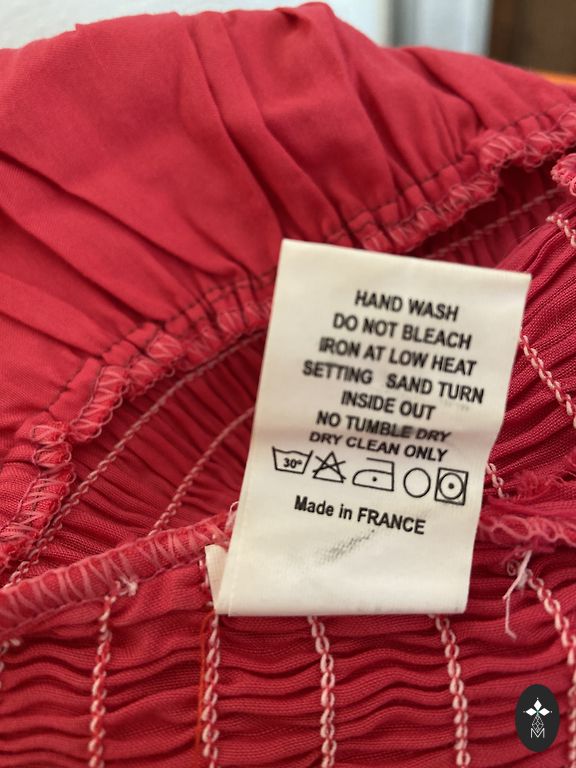 HAND WASH
DO NOT BLEACH
IRON AT LOW HEAT
SETTING SAND TURN
INSIDE OUT
NO TUMBLE DRY
DRY CLEAN ONLY
30°
Made in FRANCE
M